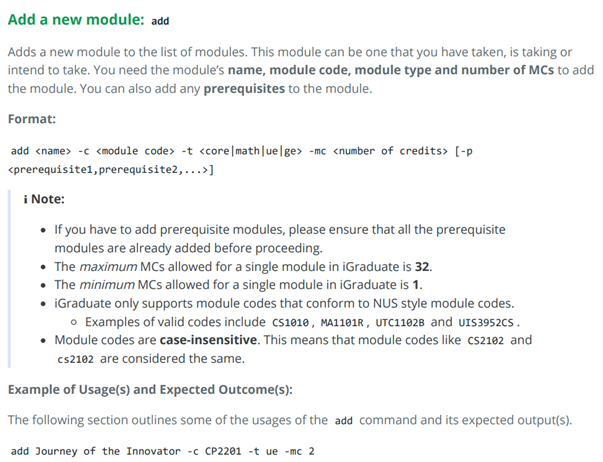 Add a new module: add
Adds a new module to the list of modules. This module can be one that you have taken, is taking or
intend to take. You need the module's name, module code, module type and number of MCs to add
the module. You can also add any prerequisites to the module.
Format:
add <name> -c <module code> -t <core|math|ue|ge> -mc <number of credits> [-p
<prerequisite1,prerequisite2,...>]
i Note:
• If you have to add prerequisite modules, please ensure that all the prerequisite
modules are already added before proceeding.
• The maximum MCs allowed for a single module in iGraduate is 32.
• The minimum MCs allowed for a single module in iGraduate is 1.
• iGraduate only supports module codes that conform to NUS style module codes.
◦ Examples of valid codes include CS1010, MA1101R, UTC1102B and UIS3952CS.
• Module codes are case-insensitive. This means that module codes like CS2102 and
cs2102 are considered the same.
Example of Usage(s) and Expected Outcome(s):
The following section outlines some of the usages of the add command and its expected output(s).
add Journey of the Innovator -c CP2201 -t ue -mc 2